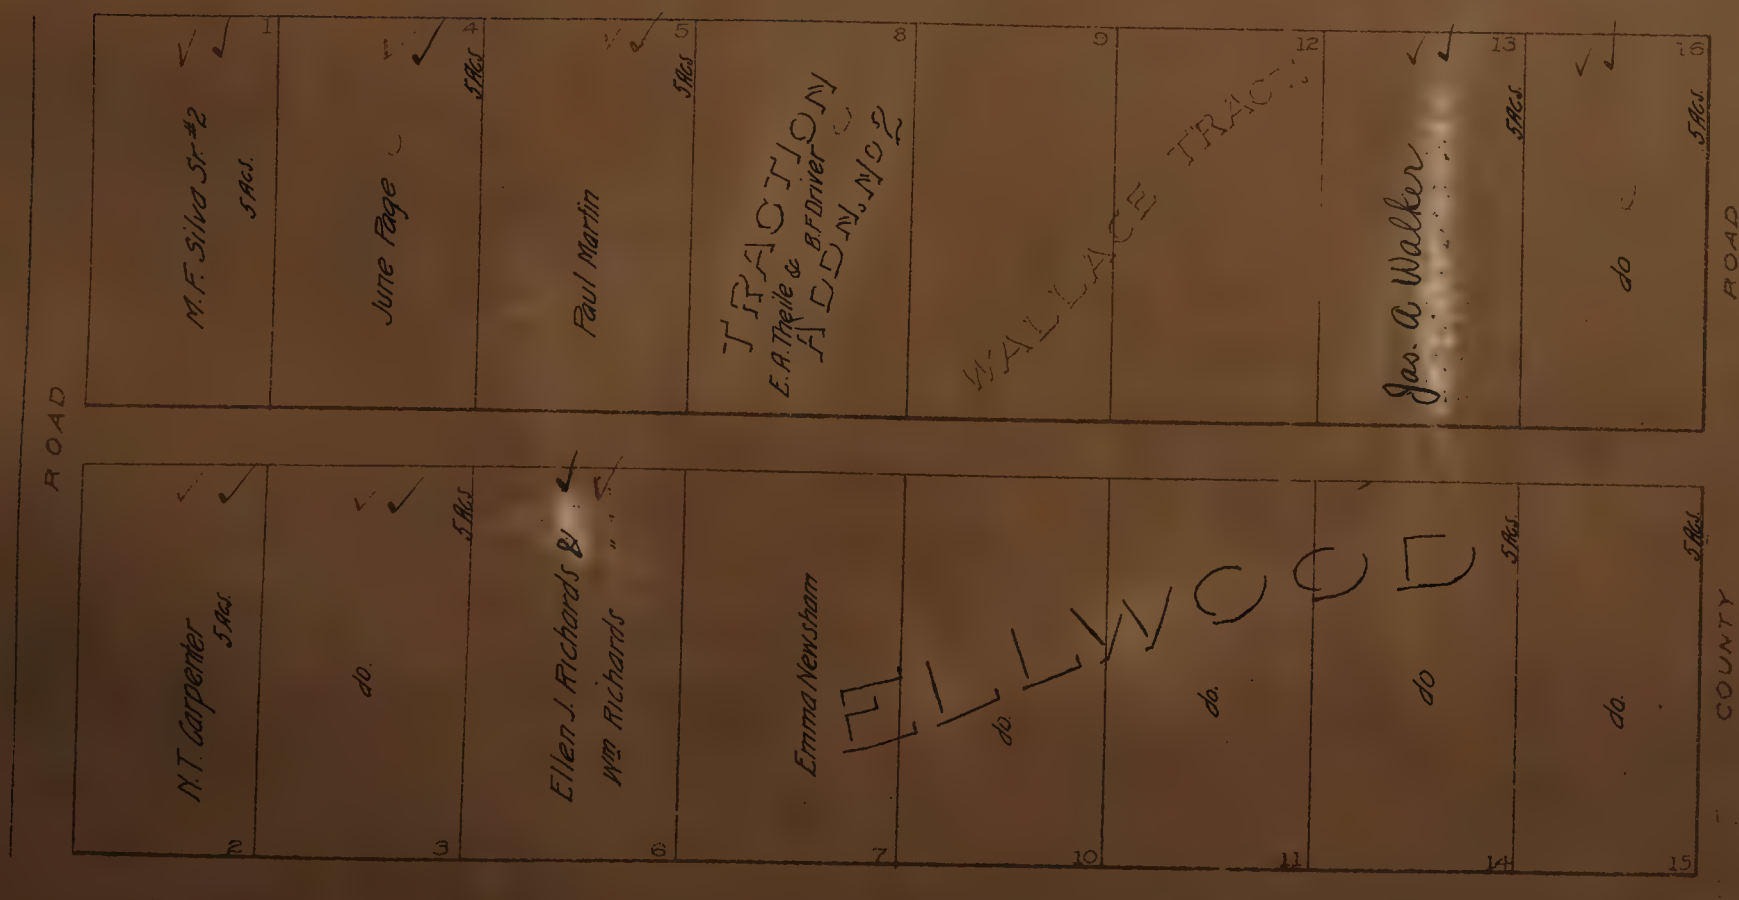 ROAD
1
M.F. Silva Sr #2
5 Acs.
4
June Page
5 Acs
5
Paul Martin
5 Acs
8
TRACTION
E.A. Theile & B.F Driver
ADDN. NO 2
9
WALLACE TRACT
12
13
Jas. A Walker
5 Acs.
16
do
5 Acs.
ROAD
2
N.T. Carpenter
5 Acs.
3
do.
5 Acs
6
Ellen J. Richards &
Wm Richards
7
Emma Newsham
ELLWOOD
10
do.
11
do.
14
do
5 Acs.
15
do.
5 Acs.
COUNTY